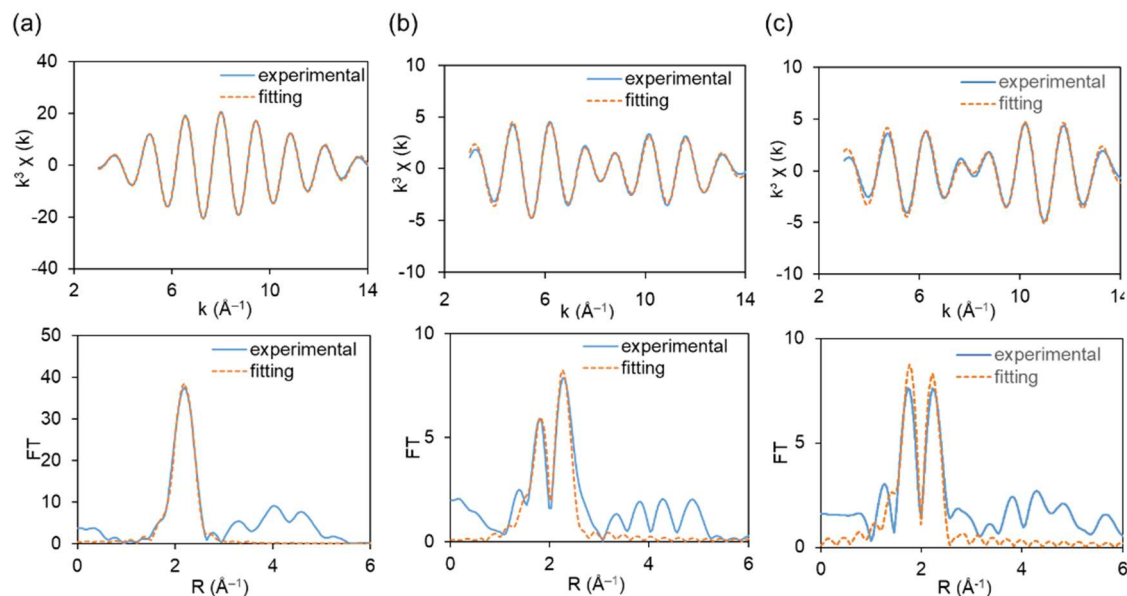 (a)
40
20
0
-20
-40
2
6
10
14
k³ χ (k)
k (Å⁻¹)
experimental
fitting
(b)
10
5
0
-5
-10
2
6
10
14
k³ χ (k)
k (Å⁻¹)
experimental
fitting
(c)
10
5
0
-5
-10
2
6
10
14
k³ χ (k)
k (Å⁻¹)
experimental
fitting
50
40
30
20
10
0
0
2
4
6
FT
R (Å⁻¹)
experimental
fitting
10
5
0
0
2
4
6
FT
R (Å⁻¹)
experimental
fitting
10
5
0
0
2
4
6
FT
R (Å⁻¹)
experimental
fitting